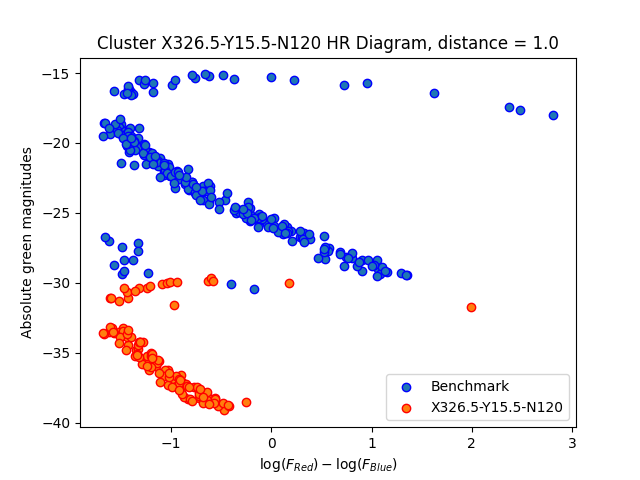 Cluster X326.5-Y15.5-N120 HR Diagram, distance = 1.0
Absolute green magnitudes
−15
−20
−25
−30
−35
−40
−1
0
1
2
3
log(F_Red) − log(F_Blue)
Benchmark
X326.5-Y15.5-N120